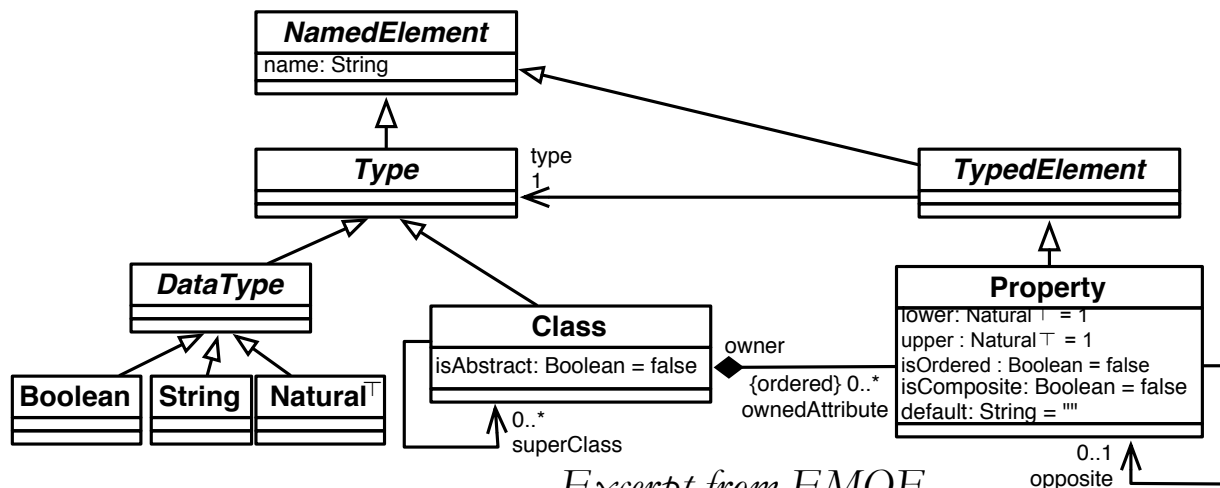 NamedElement
name: String
type
1
Type
TypedElement
DataType
Class
isAbstract: Boolean = false
Property
lower: Natural⊤ = 1
upper : Natural⊤ = 1
isOrdered : Boolean = false
isComposite: Boolean = false
default: String = ""
owner
{ordered} 0..*
ownedAttribute
Boolean
String
Natural⊤
0..*
superClass
0..1
opposite
Excerpt from EMOF